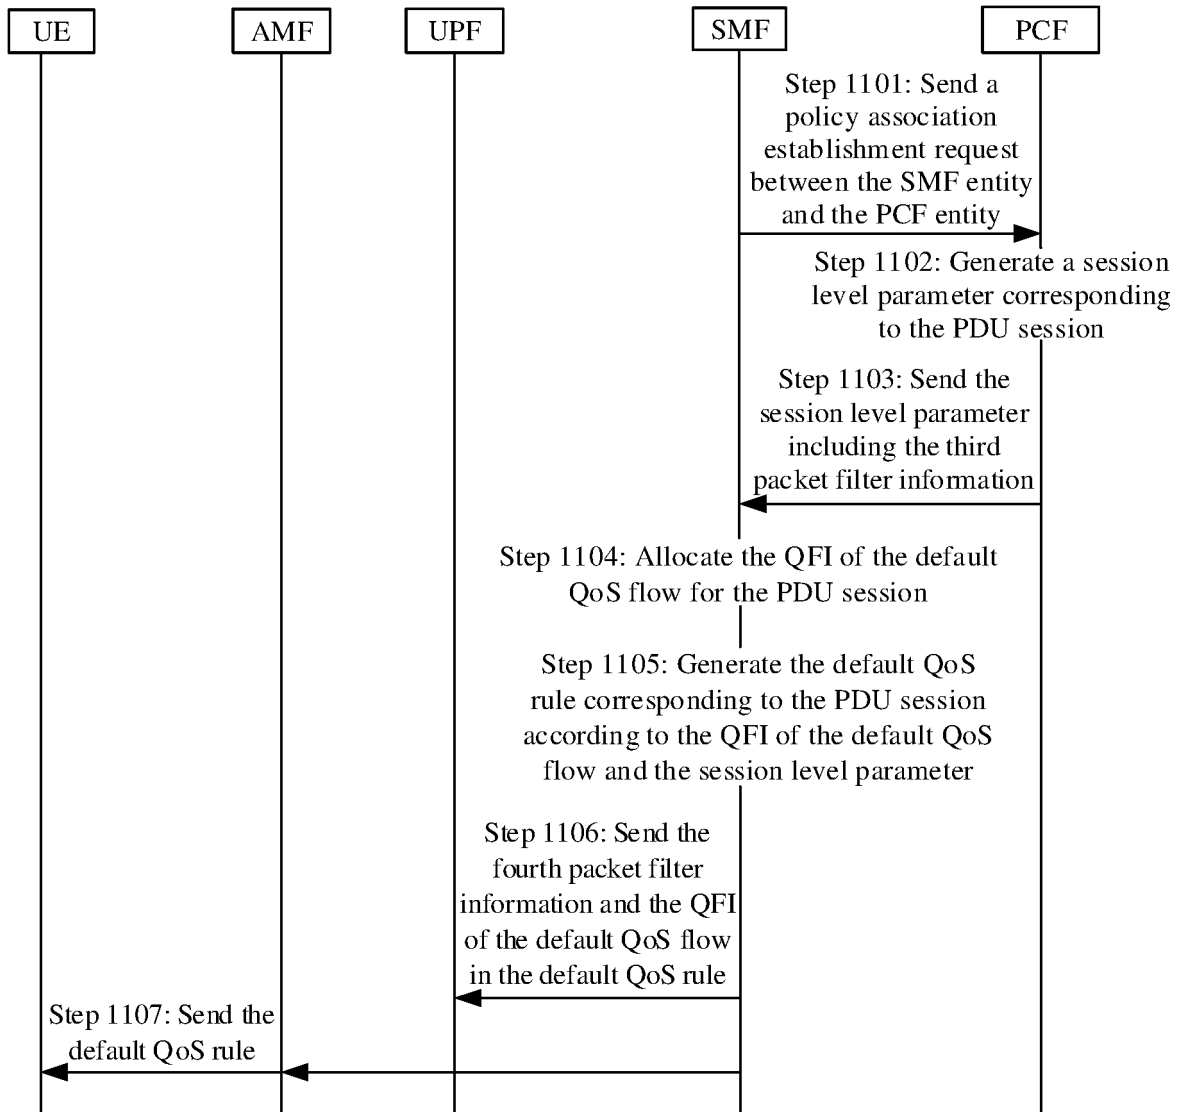 UE
AMF
UPF
SMF
PCF
Step 1101: Send a
policy association
establishment request
between the SMF entity
and the PCF entity
Step 1102: Generate a session
level parameter corresponding
to the PDU session
Step 1103: Send the
session level parameter
including the third
packet filter information
Step 1104: Allocate the QFI of the default
QoS flow for the PDU session
Step 1105: Generate the default QoS
rule corresponding to the PDU session
according to the QFI of the default QoS
flow and the session level parameter
Step 1106: Send the
fourth packet filter
information and the QFI
of the default QoS flow
in the default QoS rule
Step 1107: Send the
default QoS rule